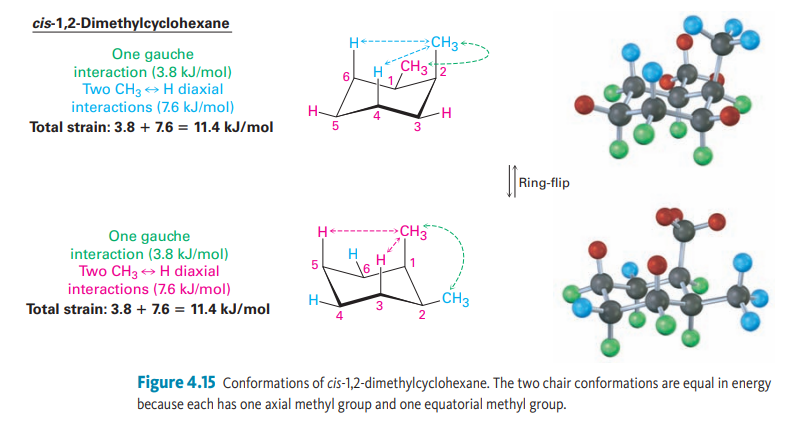 cis-1,2-Dimethylcyclohexane
One gauche
interaction (3.8 kJ/mol)
Two CH3 ↔ H diaxial
interactions (7.6 kJ/mol)
Total strain: 3.8 + 7.6 = 11.4 kJ/mol
H CH3
6 H 1 CH3 2
H 4 H
5 3
Ring-flip
One gauche
interaction (3.8 kJ/mol)
Two CH3 ↔ H diaxial
interactions (7.6 kJ/mol)
Total strain: 3.8 + 7.6 = 11.4 kJ/mol
H CH3
5 H 6 H 1
H 3 CH3
4 2
Figure 4.15 Conformations of cis-1,2-dimethylcyclohexane. The two chair conformations are equal in energy
because each has one axial methyl group and one equatorial methyl group.